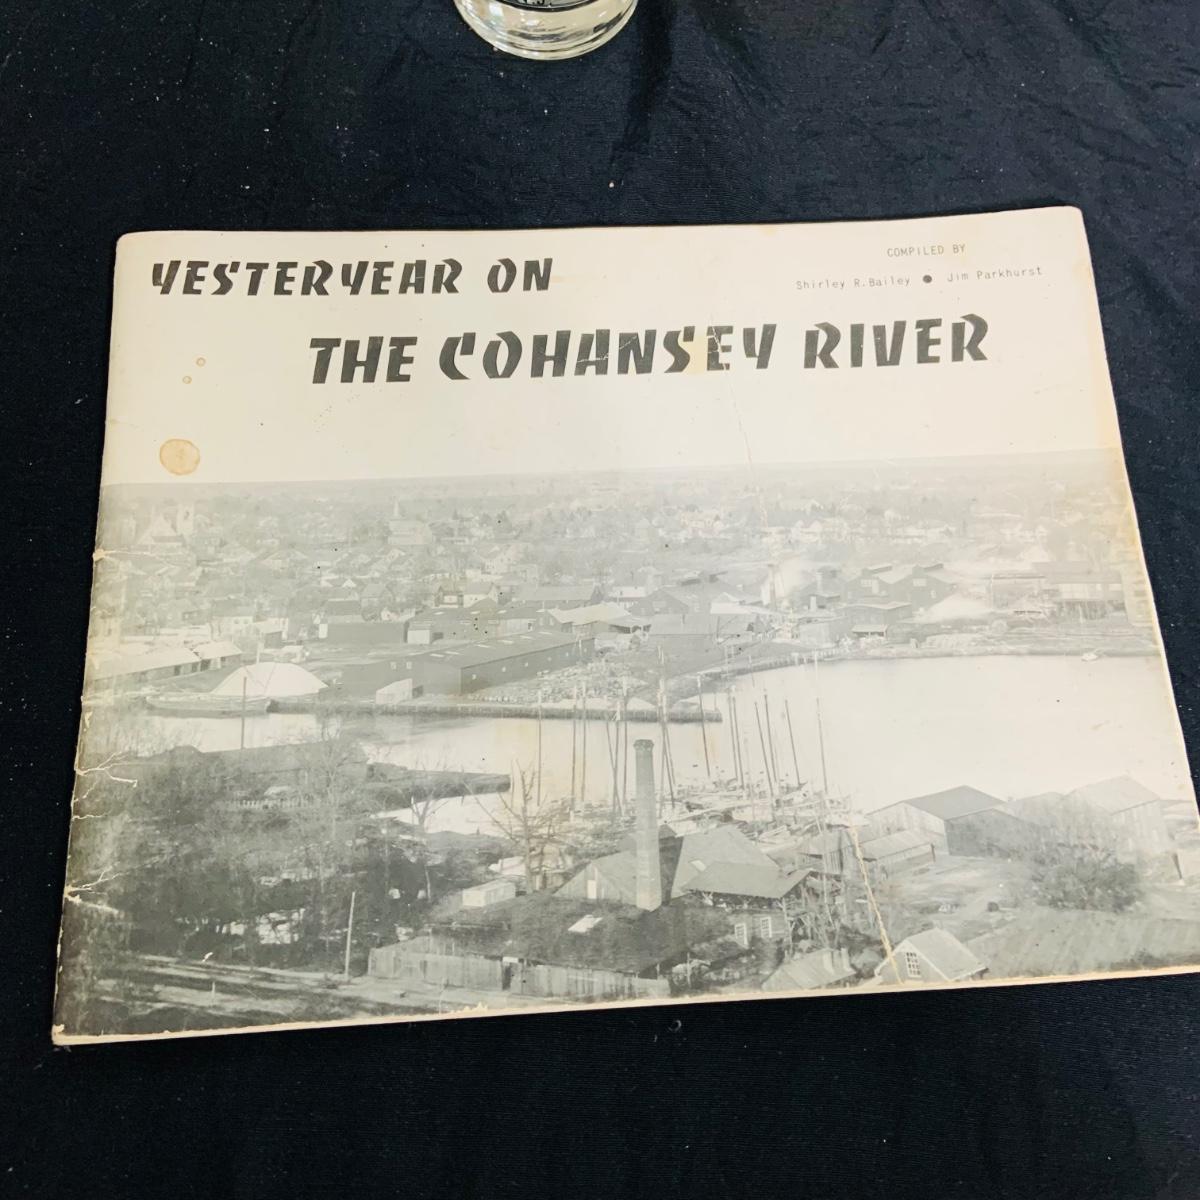 YESTERYEAR ON
THE COHANSEY RIVER
COMPILED BY
Shirley R. Bailey ● Jim Parkhurst